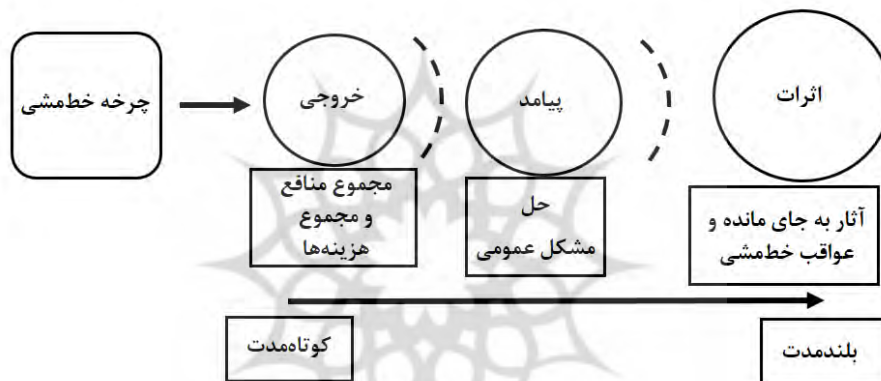 چرخه خط‌مشی
خروجی
پیامد
اثرات
مجموع منافع
و مجموع
هزینه‌ها
حل
مشکل عمومی
آثار به جای مانده و
عواقب خط‌مشی
کوتاه‌مدت
بلندمدت